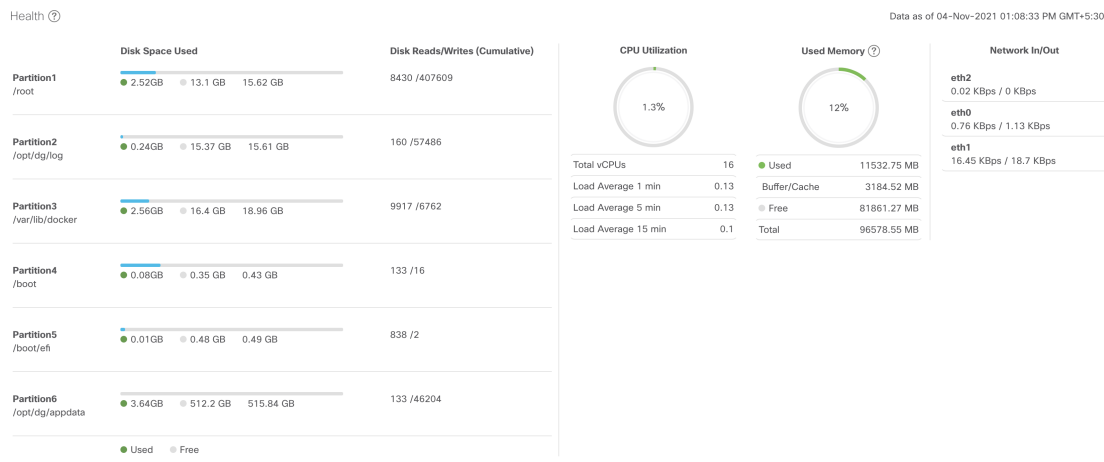 Health ?
Data as of 04-Nov-2021 01:08:33 PM GMT+5:30
Disk Space Used
Disk Reads/Writes (Cumulative)
Partition1
/root
2.52GB 13.1 GB 15.62 GB
8430 /407609
Partition2
/opt/dg/log
0.24GB 15.37 GB 15.61 GB
160 /57486
Partition3
/var/lib/docker
2.56GB 16.4 GB 18.96 GB
9917 /6762
Partition4
/boot
0.08GB 0.35 GB 0.43 GB
133 /16
Partition5
/boot/efi
0.01GB 0.48 GB 0.49 GB
838 /2
Partition6
/opt/dg/appdata
3.64GB 512.2 GB 515.84 GB
133 /46204
Used Free
CPU Utilization
1.3%
Total vCPUs 16
Load Average 1 min 0.13
Load Average 5 min 0.13
Load Average 15 min 0.1
Used Memory ?
12%
Used 11532.75 MB
Buffer/Cache 3184.52 MB
Free 81861.27 MB
Total 96578.55 MB
Network In/Out
eth2
0.02 KBps / 0 KBps
eth0
0.76 KBps / 1.13 KBps
eth1
16.45 KBps / 18.7 KBps